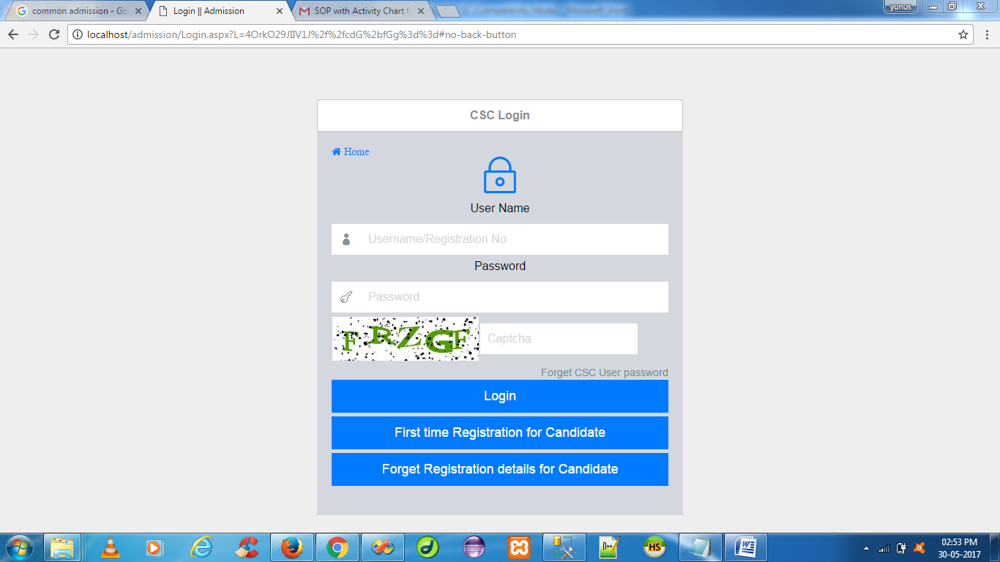 common admission - Go
Login || Admission
SOP with Activity Chart f
yunus
localhost/admission/Login.aspx?L=4OrkO29JIIV1J%2f%2fcdG%2bfGg%3d%3d#no-back-button
CSC Login
Home
User Name
Username/Registration No
Password
Password
FRZGF
Captcha
Forget CSC User password
Login
First time Registration for Candidate
Forget Registration details for Candidate
N++
HS
W
02:53 PM
30-05-2017